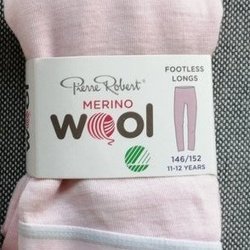 Pierre Robert
FOOTLESS
LONGS
MERINO
wool
146/152
11-12 YEARS